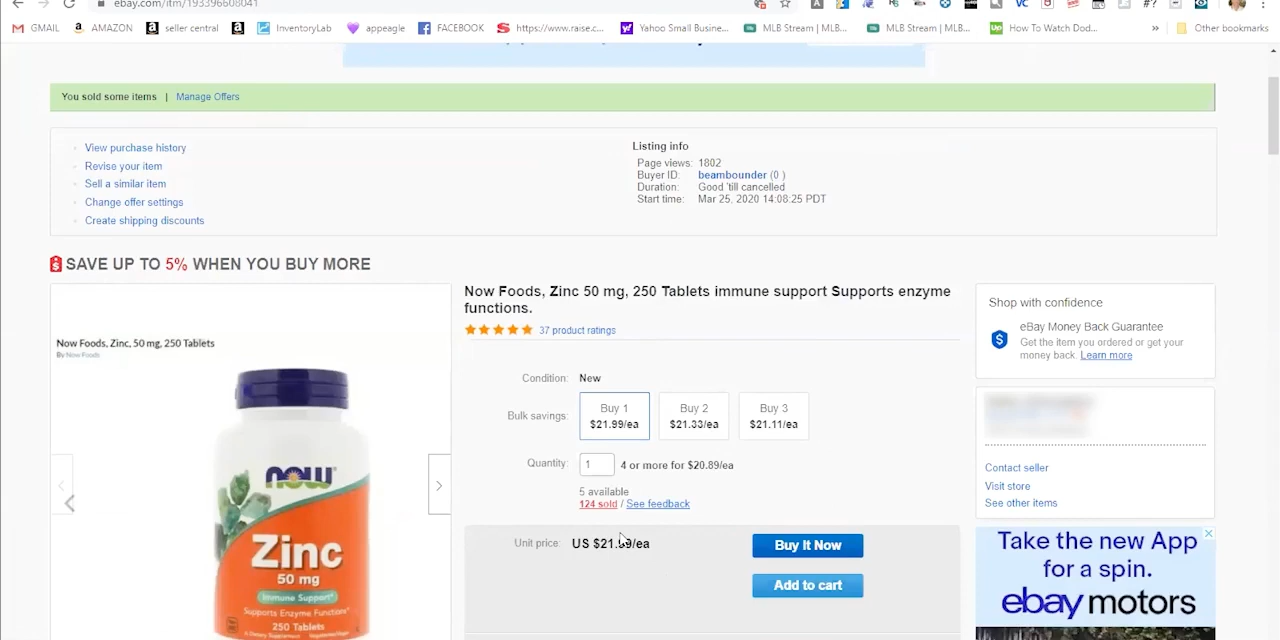 ebay.com/itm/193396608041
GMAIL AMAZON seller central InventoryLab appeagle FACEBOOK https://www.raise.c... Yahoo Small Busine... MLB Stream | MLB... MLB Stream | MLB... How To Watch Dod... » Other bookmarks
You sold some items | Manage Offers
View purchase history
Revise your item
Sell a similar item
Change offer settings
Create shipping discounts
Listing info
Page views: 1802
Buyer ID: beambounder (0 )
Duration: Good 'till cancelled
Start time: Mar 25, 2020 14:08:25 PDT
SAVE UP TO 5% WHEN YOU BUY MORE
Now Foods, Zinc, 50 mg, 250 Tablets
By Now Foods
now
Zinc
50 mg
Immune Support*
Supports Enzyme Functions*
250 Tablets
Now Foods, Zinc 50 mg, 250 Tablets immune support Supports enzyme
functions.
37 product ratings
Condition: New
Bulk savings:
Buy 1 Buy 2 Buy 3
$21.99/ea $21.33/ea $21.11/ea
Quantity: 1 4 or more for $20.89/ea
5 available
124 sold / See feedback
Unit price: US $21.99/ea
Buy It Now
Add to cart
Shop with confidence
eBay Money Back Guarantee
Get the item you ordered or get your
money back. Learn more
Contact seller
Visit store
See other items
Take the new App
for a spin.
ebay motors